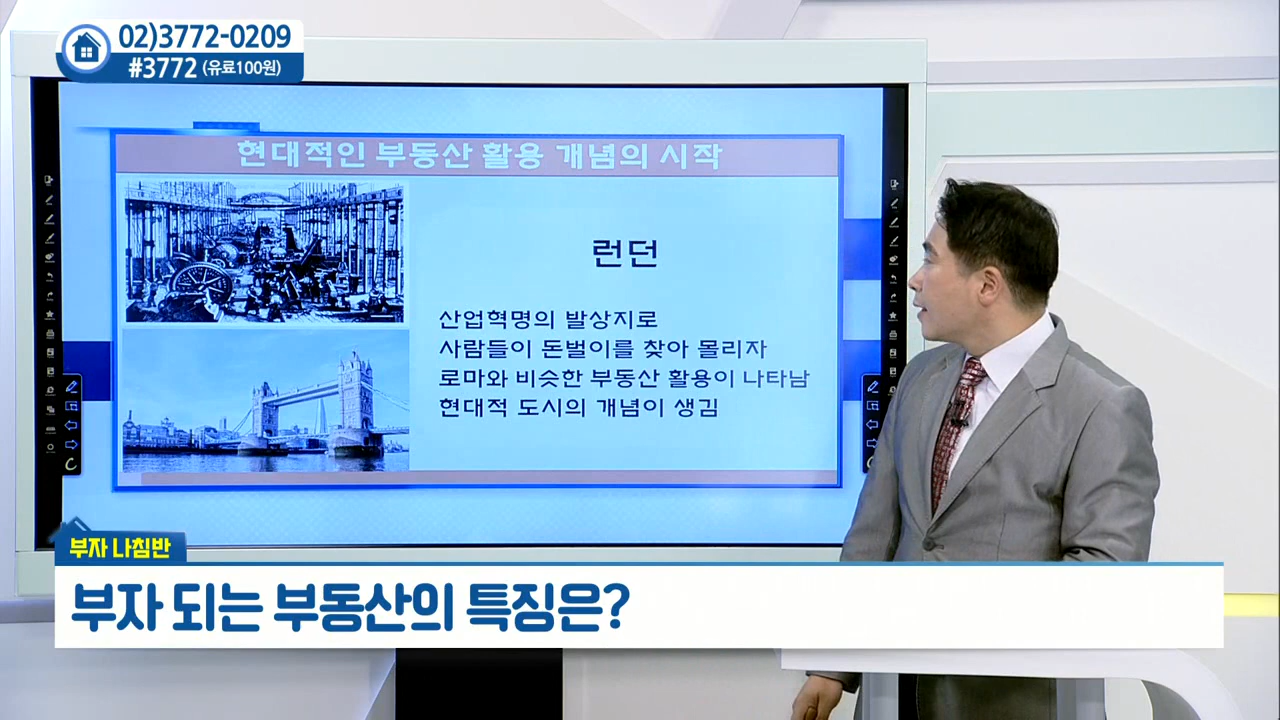 02)3772-0209
#3772 (유료100원)
현대적인 부동산 활용 개념의 시작
런던
산업혁명의 발상지로
사람들이 돈벌이를 찾아 몰리자
로마와 비슷한 부동산 활용이 나타남
현대적 도시의 개념이 생김
부자 나침반
부자 되는 부동산의 특징은?